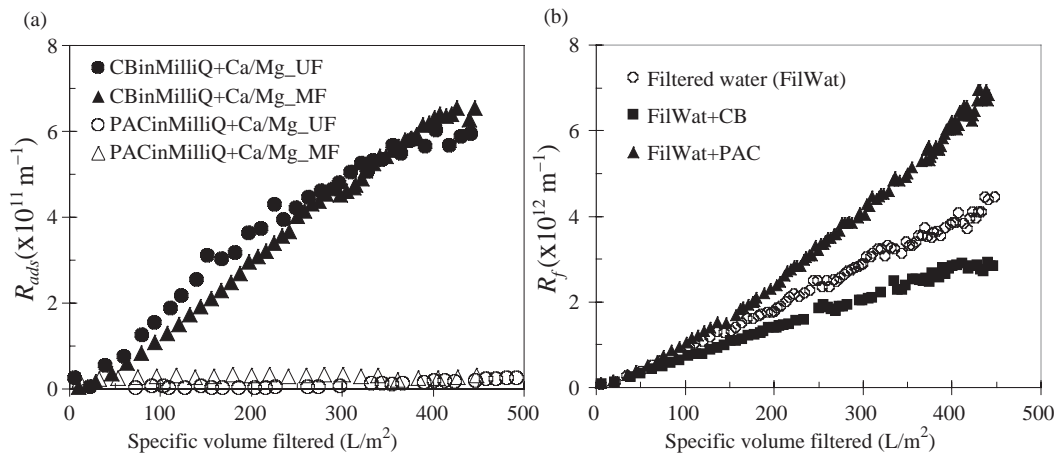 (a)
8
6
4
2
0
R_ads (x10^11 m^−1)
CBinMilliQ+Ca/Mg_UF
CBinMilliQ+Ca/Mg_MF
PACinMilliQ+Ca/Mg_UF
PACinMilliQ+Ca/Mg_MF
0 100 200 300 400 500
Specific volume filtered (L/m²)
(b)
8
6
4
2
0
R_f (x10^12 m^−1)
Filtered water (FilWat)
FilWat+CB
FilWat+PAC
0 100 200 300 400 500
Specific volume filtered (L/m²)